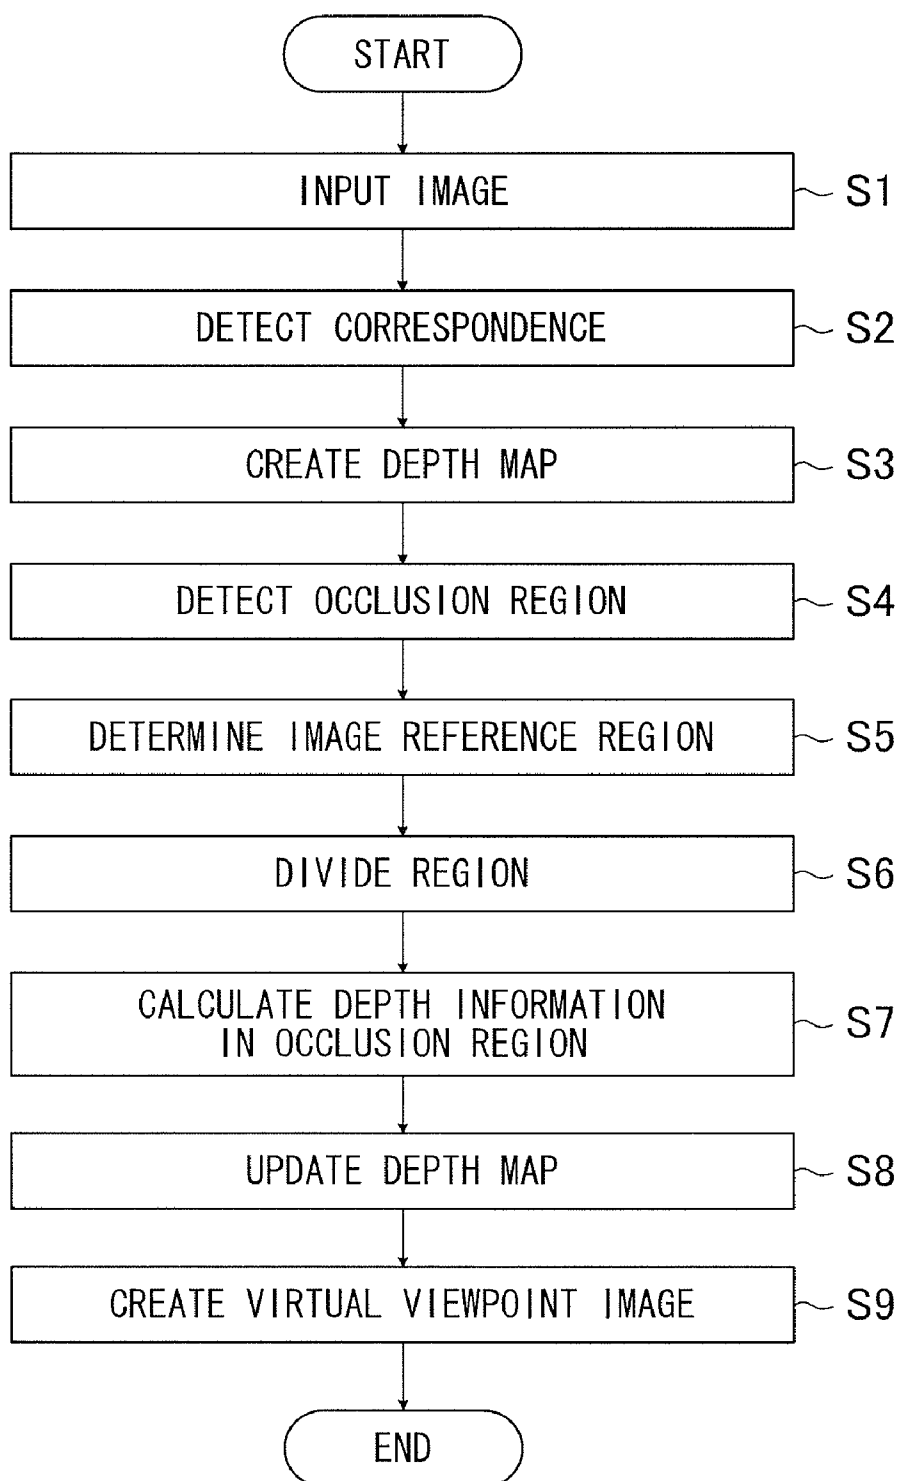 START
INPUT IMAGE S1
DETECT CORRESPONDENCE S2
CREATE DEPTH MAP S3
DETECT OCCLUSION REGION S4
DETERMINE IMAGE REFERENCE REGION S5
DIVIDE REGION S6
CALCULATE DEPTH INFORMATION
IN OCCLUSION REGION S7
UPDATE DEPTH MAP S8
CREATE VIRTUAL VIEWPOINT IMAGE S9
END